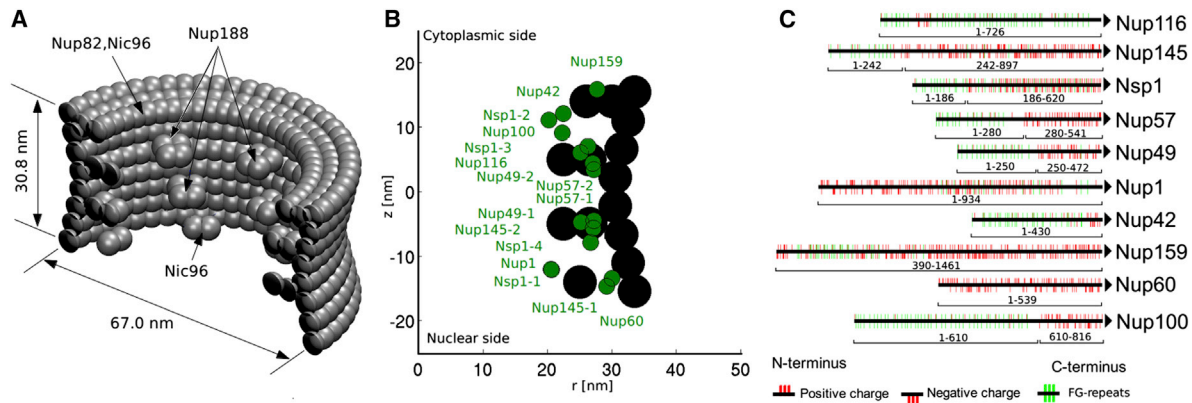 A
Nup82,Nic96
Nup188
30.8 nm
Nic96
67.0 nm
B
Cytoplasmic side
Nup159
Nup42
Nsp1-2
Nup100
Nsp1-3
Nup116
Nup49-2
Nup57-2
Nup57-1
Nup49-1
Nup145-2
Nsp1-4
Nup1
Nsp1-1
Nup145-1
Nup60
Nuclear side
z [nm]
20
10
0
-10
-20
0 10 20 30 40 50
r [nm]
C
Nup116
1-726
Nup145
1-242 242-897
Nsp1
1-186 186-620
Nup57
1-280 280-541
Nup49
1-250 250-472
Nup1
1-934
Nup42
1-430
Nup159
390-1461
Nup60
1-539
Nup100
1-610 610-816
N-terminus C-terminus
Positive charge Negative charge FG-repeats